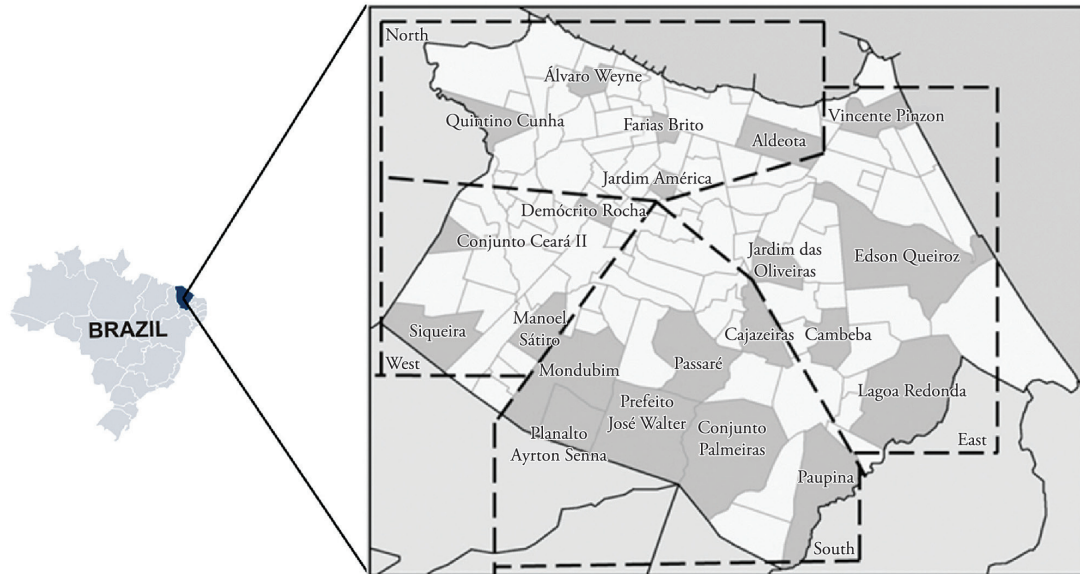 BRAZIL
North
Álvaro Weyne
Quintino Cunha
Farias Brito
Vincente Pinzon
Aldeota
Jardim América
Demócrito Rocha
Conjunto Ceará II
Jardim das
Oliveiras
Edson Queiroz
Siqueira
Manoel
Sátiro
Cajazeiras
Cambeba
West
Mondubim
Passaré
Lagoa Redonda
Prefeito
José Walter
Conjunto
Palmeiras
Planalto
Ayrton Senna
East
Paupina
South